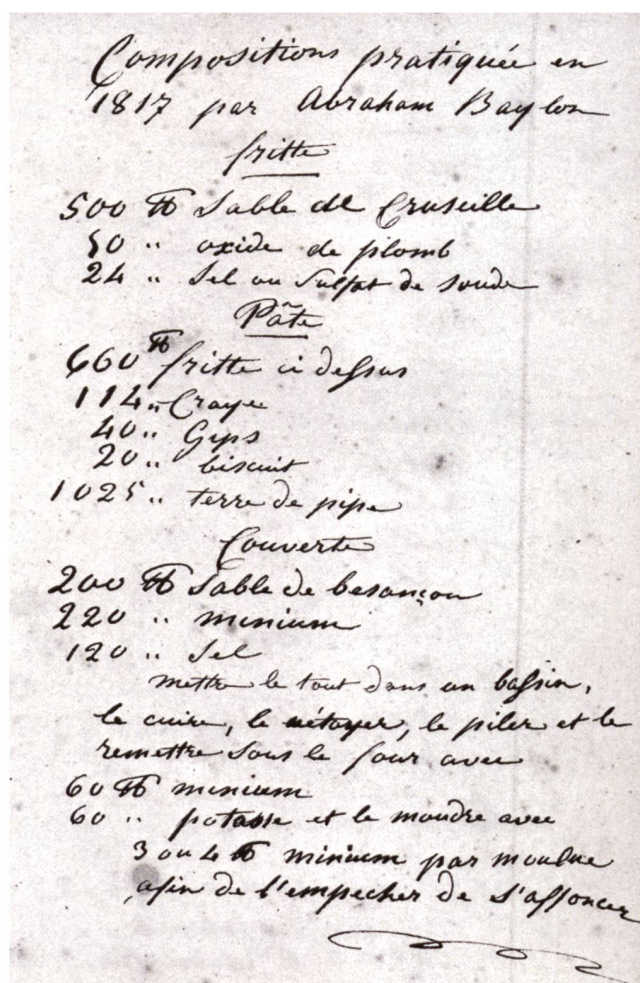 Compositions pratiquée en
1817 par Abraham Baylon
fritte
500 ℔ Sable de Cruseille
50 " oxide de plomb
24 " Sel ou Sulfat de soude
Pâte
660 ℔ fritte ci dessus
114 " Craye
40 " Gips
20 " biscuit
1025 " terre de pipe
Couverte
200 ℔ Sable de besançon
220 " minium
120 " Sel
mettre le tout dans un bassin,
le cuire, le nétoyer, le piler et le
remettre sous le four avec
60 ℔ minium
60 " potasse et le moudre avec
3 ou 4 ℔ minium par moulue
afin de l'empecher de s'affoncer